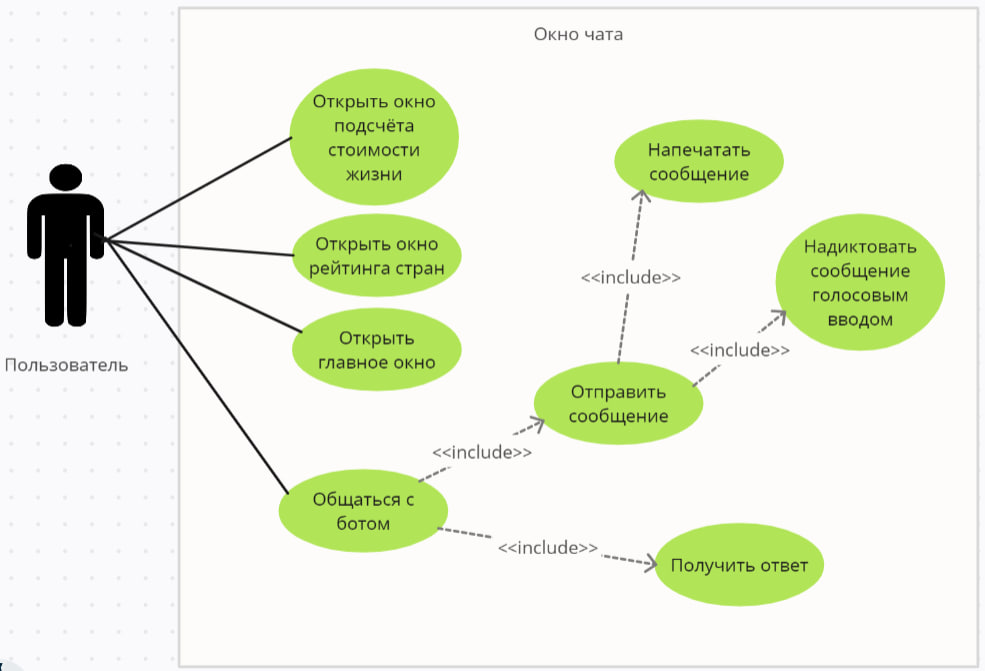 Окно чата
Открыть окно
подсчёта
стоимости
жизни
Напечатать
сообщение
Открыть окно
рейтинга стран
Надиктовать
сообщение
голосовым
вводом
<<include>>
Открыть
главное окно
<<include>>
Пользователь
Отправить
сообщение
<<include>>
Общаться с
ботом
<<include>>
Получить ответ